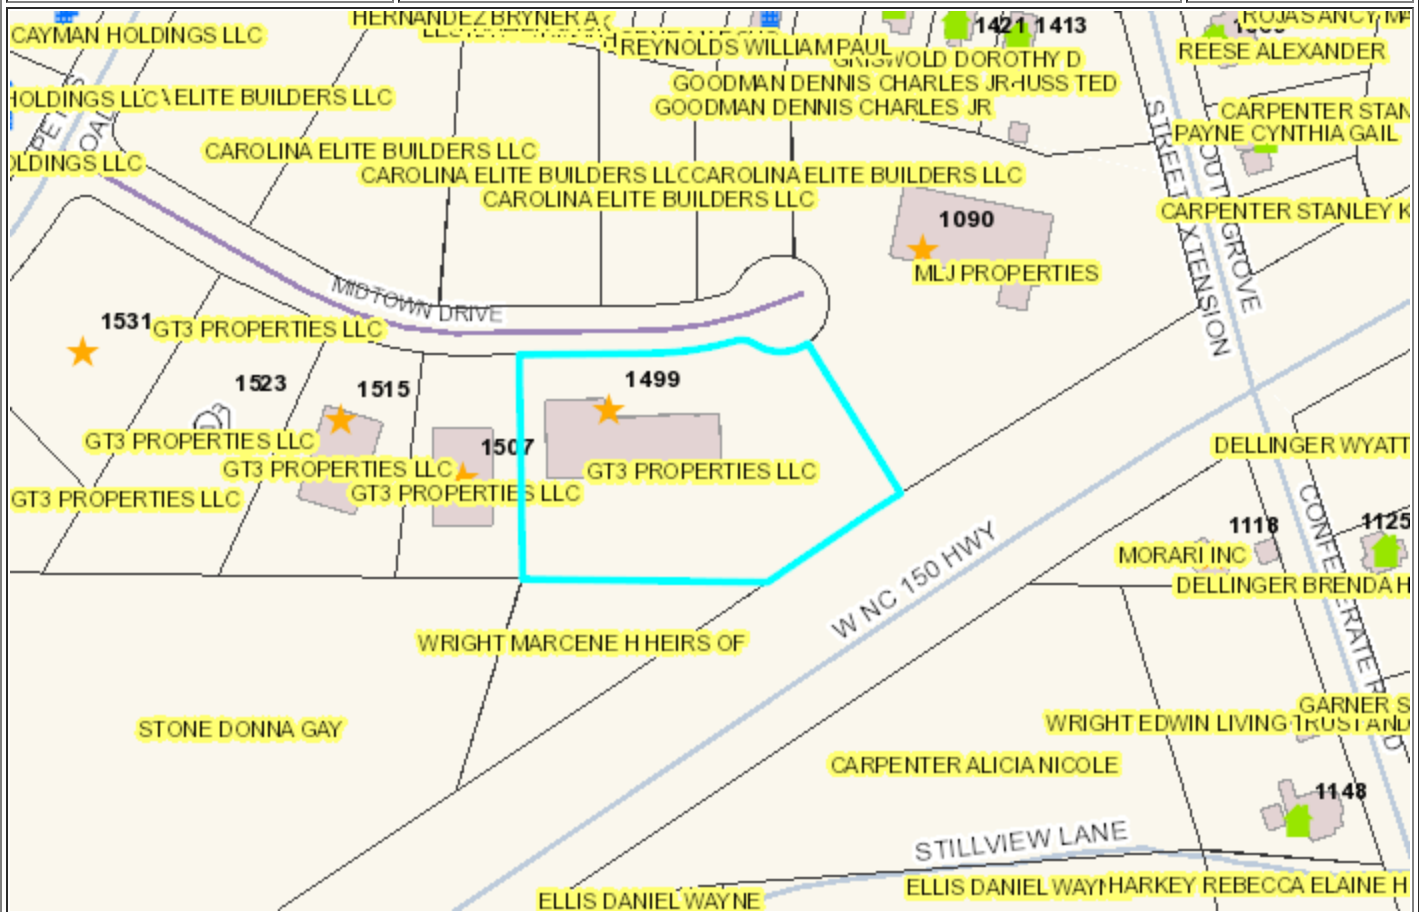 HERNANDEZ BRYNER A
CAYMAN HOLDINGS LLC
1421 1413
REYNOLDS WILLIAM PAUL
REESE ALEXANDER
GRISWOLD DOROTHY D
GOODMAN DENNIS CHARLES JR
HUSS TED
HOLDINGS LLC
ELITE BUILDERS LLC
GOODMAN DENNIS CHARLES JR
CARPENTER STAN
PAYNE CYNTHIA GAIL
OLDINGS LLC
CAROLINA ELITE BUILDERS LLC
CAROLINA ELITE BUILDERS LLC
CAROLINA ELITE BUILDERS LLC
CAROLINA ELITE BUILDERS LLC
CARPENTER STANLEY K
STREET EXTENSION
GROVE
1090
MLJ PROPERTIES
MIDTOWN DRIVE
1531
GT3 PROPERTIES LLC
1523
1515
1499
GT3 PROPERTIES LLC
1507
GT3 PROPERTIES LLC
GT3 PROPERTIES LLC
GT3 PROPERTIES LLC
GT3 PROPERTIES LLC
DELLINGER WYATT
W NC 150 HWY
1118
1125
MORARI INC
DELLINGER BRENDA H
CONFEDERATE RD
WRIGHT MARCENE H HEIRS OF
STONE DONNA GAY
GARNER S
WRIGHT EDWIN LIVING TRUST AND
CARPENTER ALICIA NICOLE
1148
STILLVIEW LANE
ELLIS DANIEL WAYNE
ELLIS DANIEL WAYN
HARKEY REBECCA ELAINE H